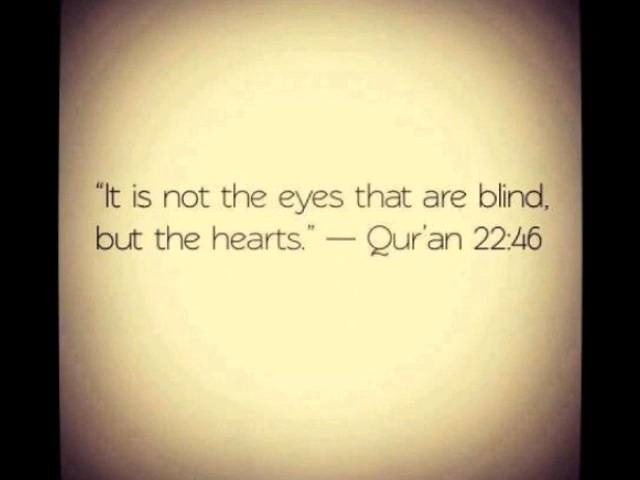 “It is not the eyes that are blind,
but the hearts.” — Qur'an 22:46